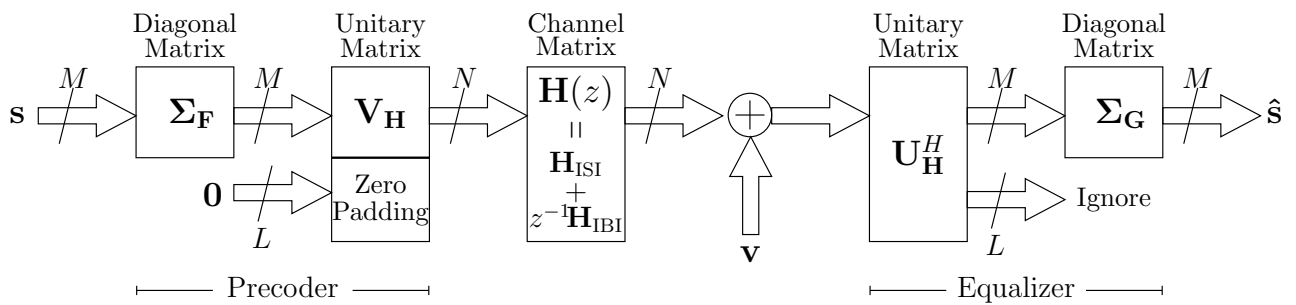 Diagonal
Matrix
Unitary
Matrix
Channel
Matrix
Unitary
Matrix
Diagonal
Matrix
s
M
Σ_F
M
V_H
N
H(z)
=
H_ISI
+
z^{-1}H_IBI
N
+
U_H^H
M
Σ_G
M
ŝ
0
L
Zero
Padding
v
L
Ignore
Precoder
Equalizer